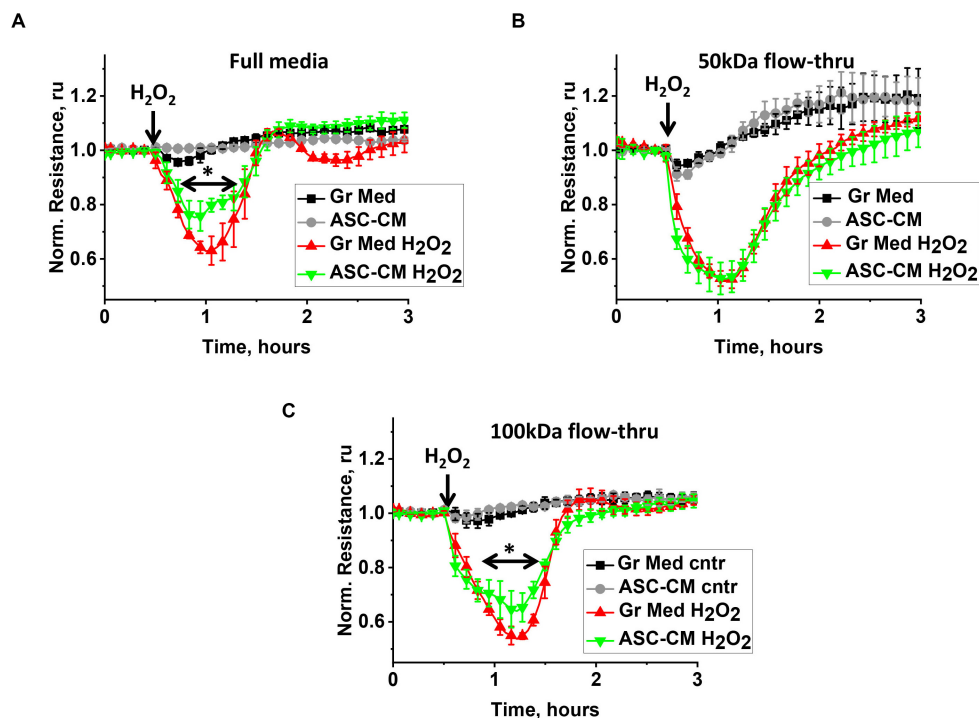 A
Full media
H₂O₂
*
Norm. Resistance, ru
1.2
1.0
0.8
0.6
Gr Med
ASC-CM
Gr Med H₂O₂
ASC-CM H₂O₂
0 1 2 3
Time, hours
B
50kDa flow-thru
H₂O₂
Norm. Resistance, ru
1.2
1.0
0.8
0.6
Gr Med
ASC-CM
Gr Med H₂O₂
ASC-CM H₂O₂
0 1 2 3
Time, hours
C
100kDa flow-thru
H₂O₂
*
Norm. Resistance, ru
1.2
1.0
0.8
0.6
Gr Med cntr
ASC-CM cntr
Gr Med H₂O₂
ASC-CM H₂O₂
0 1 2 3
Time, hours